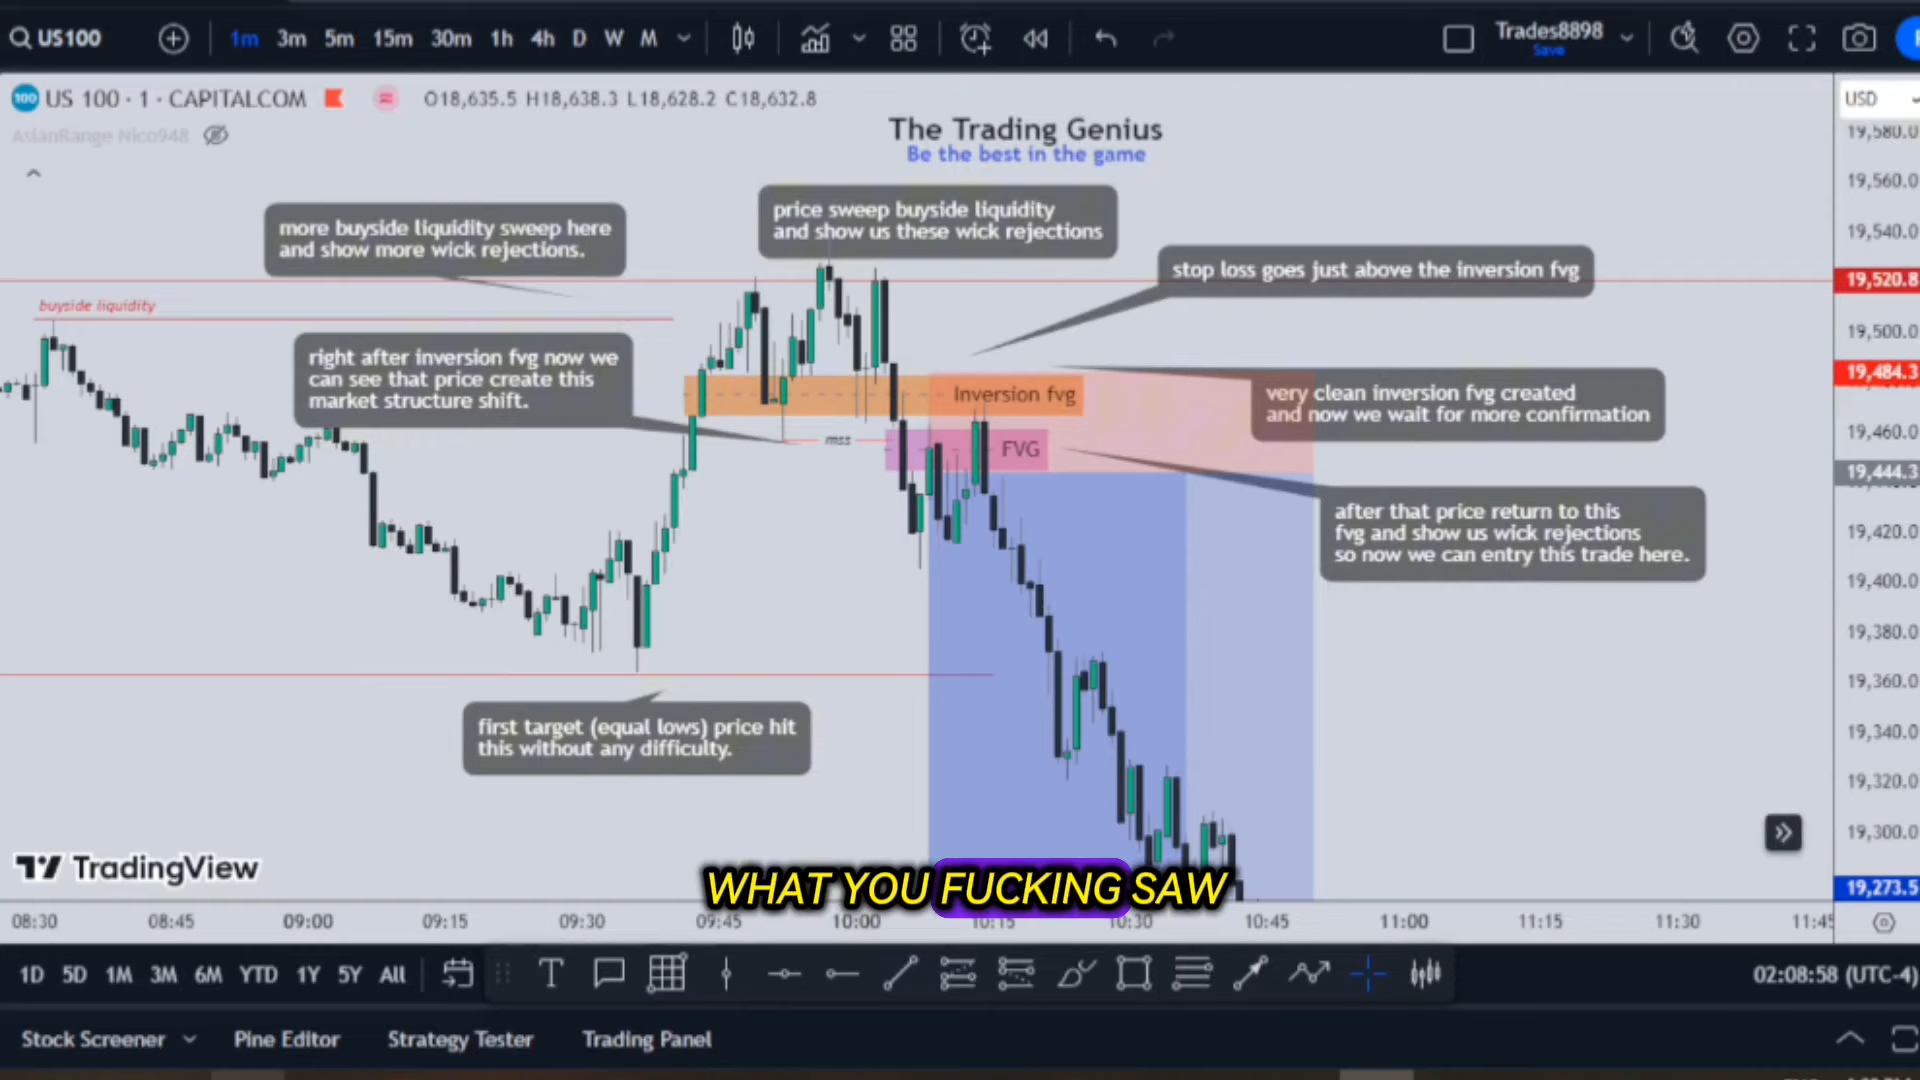 US100
1m 3m 5m 15m 30m 1h 4h D W M
Trades8898
Save
US 100 · 1 · CAPITALCOM
O18,635.5 H18,638.3 L18,628.2 C18,632.8
USD
AsianRange Nico948
The Trading Genius
Be the best in the game
19,580.0
19,560.0
19,540.0
19,520.8
19,500.0
19,484.3
19,460.0
19,444.3
19,420.0
19,400.0
19,380.0
19,360.0
19,340.0
19,320.0
19,300.0
19,273.5
more buyside liquidity sweep here
and show more wick rejections.
price sweep buyside liquidity
and show us these wick rejections
stop loss goes just above the inversion fvg
buyside liquidity
right after inversion fvg now we
can see that price create this
market structure shift.
Inversion fvg
very clean inversion fvg created
and now we wait for more confirmation
mss
FVG
after that price return to this
fvg and show us wick rejections
so now we can entry this trade here.
first target (equal lows) price hit
this without any difficulty.
TradingView
WHAT YOU FUCKING SAW
08:30 08:45 09:00 09:15 09:30 09:45 10:00 10:15 10:30 10:45 11:00 11:15 11:30 11:45
1D 5D 1M 3M 6M YTD 1Y 5Y All
02:08:58 (UTC-4)
Stock Screener Pine Editor Strategy Tester Trading Panel